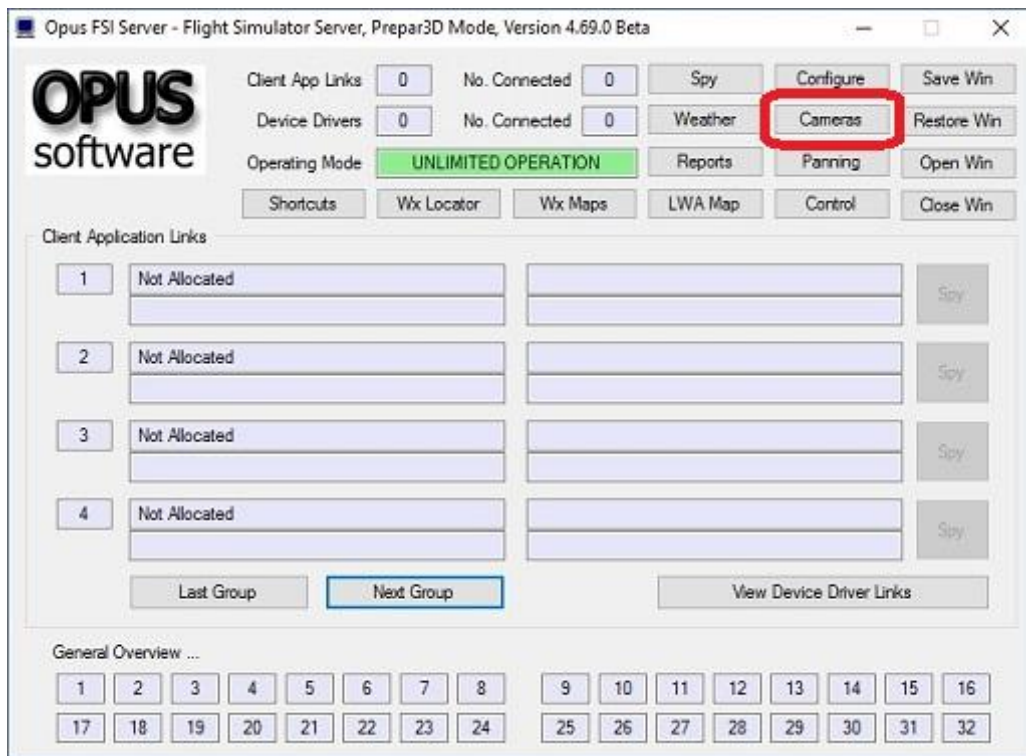 Opus FSI Server - Flight Simulator Server, Prepar3D Mode, Version 4.69.0 Beta
OPUS
software
Client App Links 0 No. Connected 0 Spy Configure Save Win
Device Drivers 0 No. Connected 0 Weather Cameras Restore Win
Operating Mode UNLIMITED OPERATION Reports Panning Open Win
Shortcuts Wx Locator Wx Maps LWA Map Control Close Win
Client Application Links
1 Not Allocated Spy
2 Not Allocated Spy
3 Not Allocated Spy
4 Not Allocated Spy
Last Group Next Group View Device Driver Links
General Overview ...
1 2 3 4 5 6 7 8 9 10 11 12 13 14 15 16
17 18 19 20 21 22 23 24 25 26 27 28 29 30 31 32